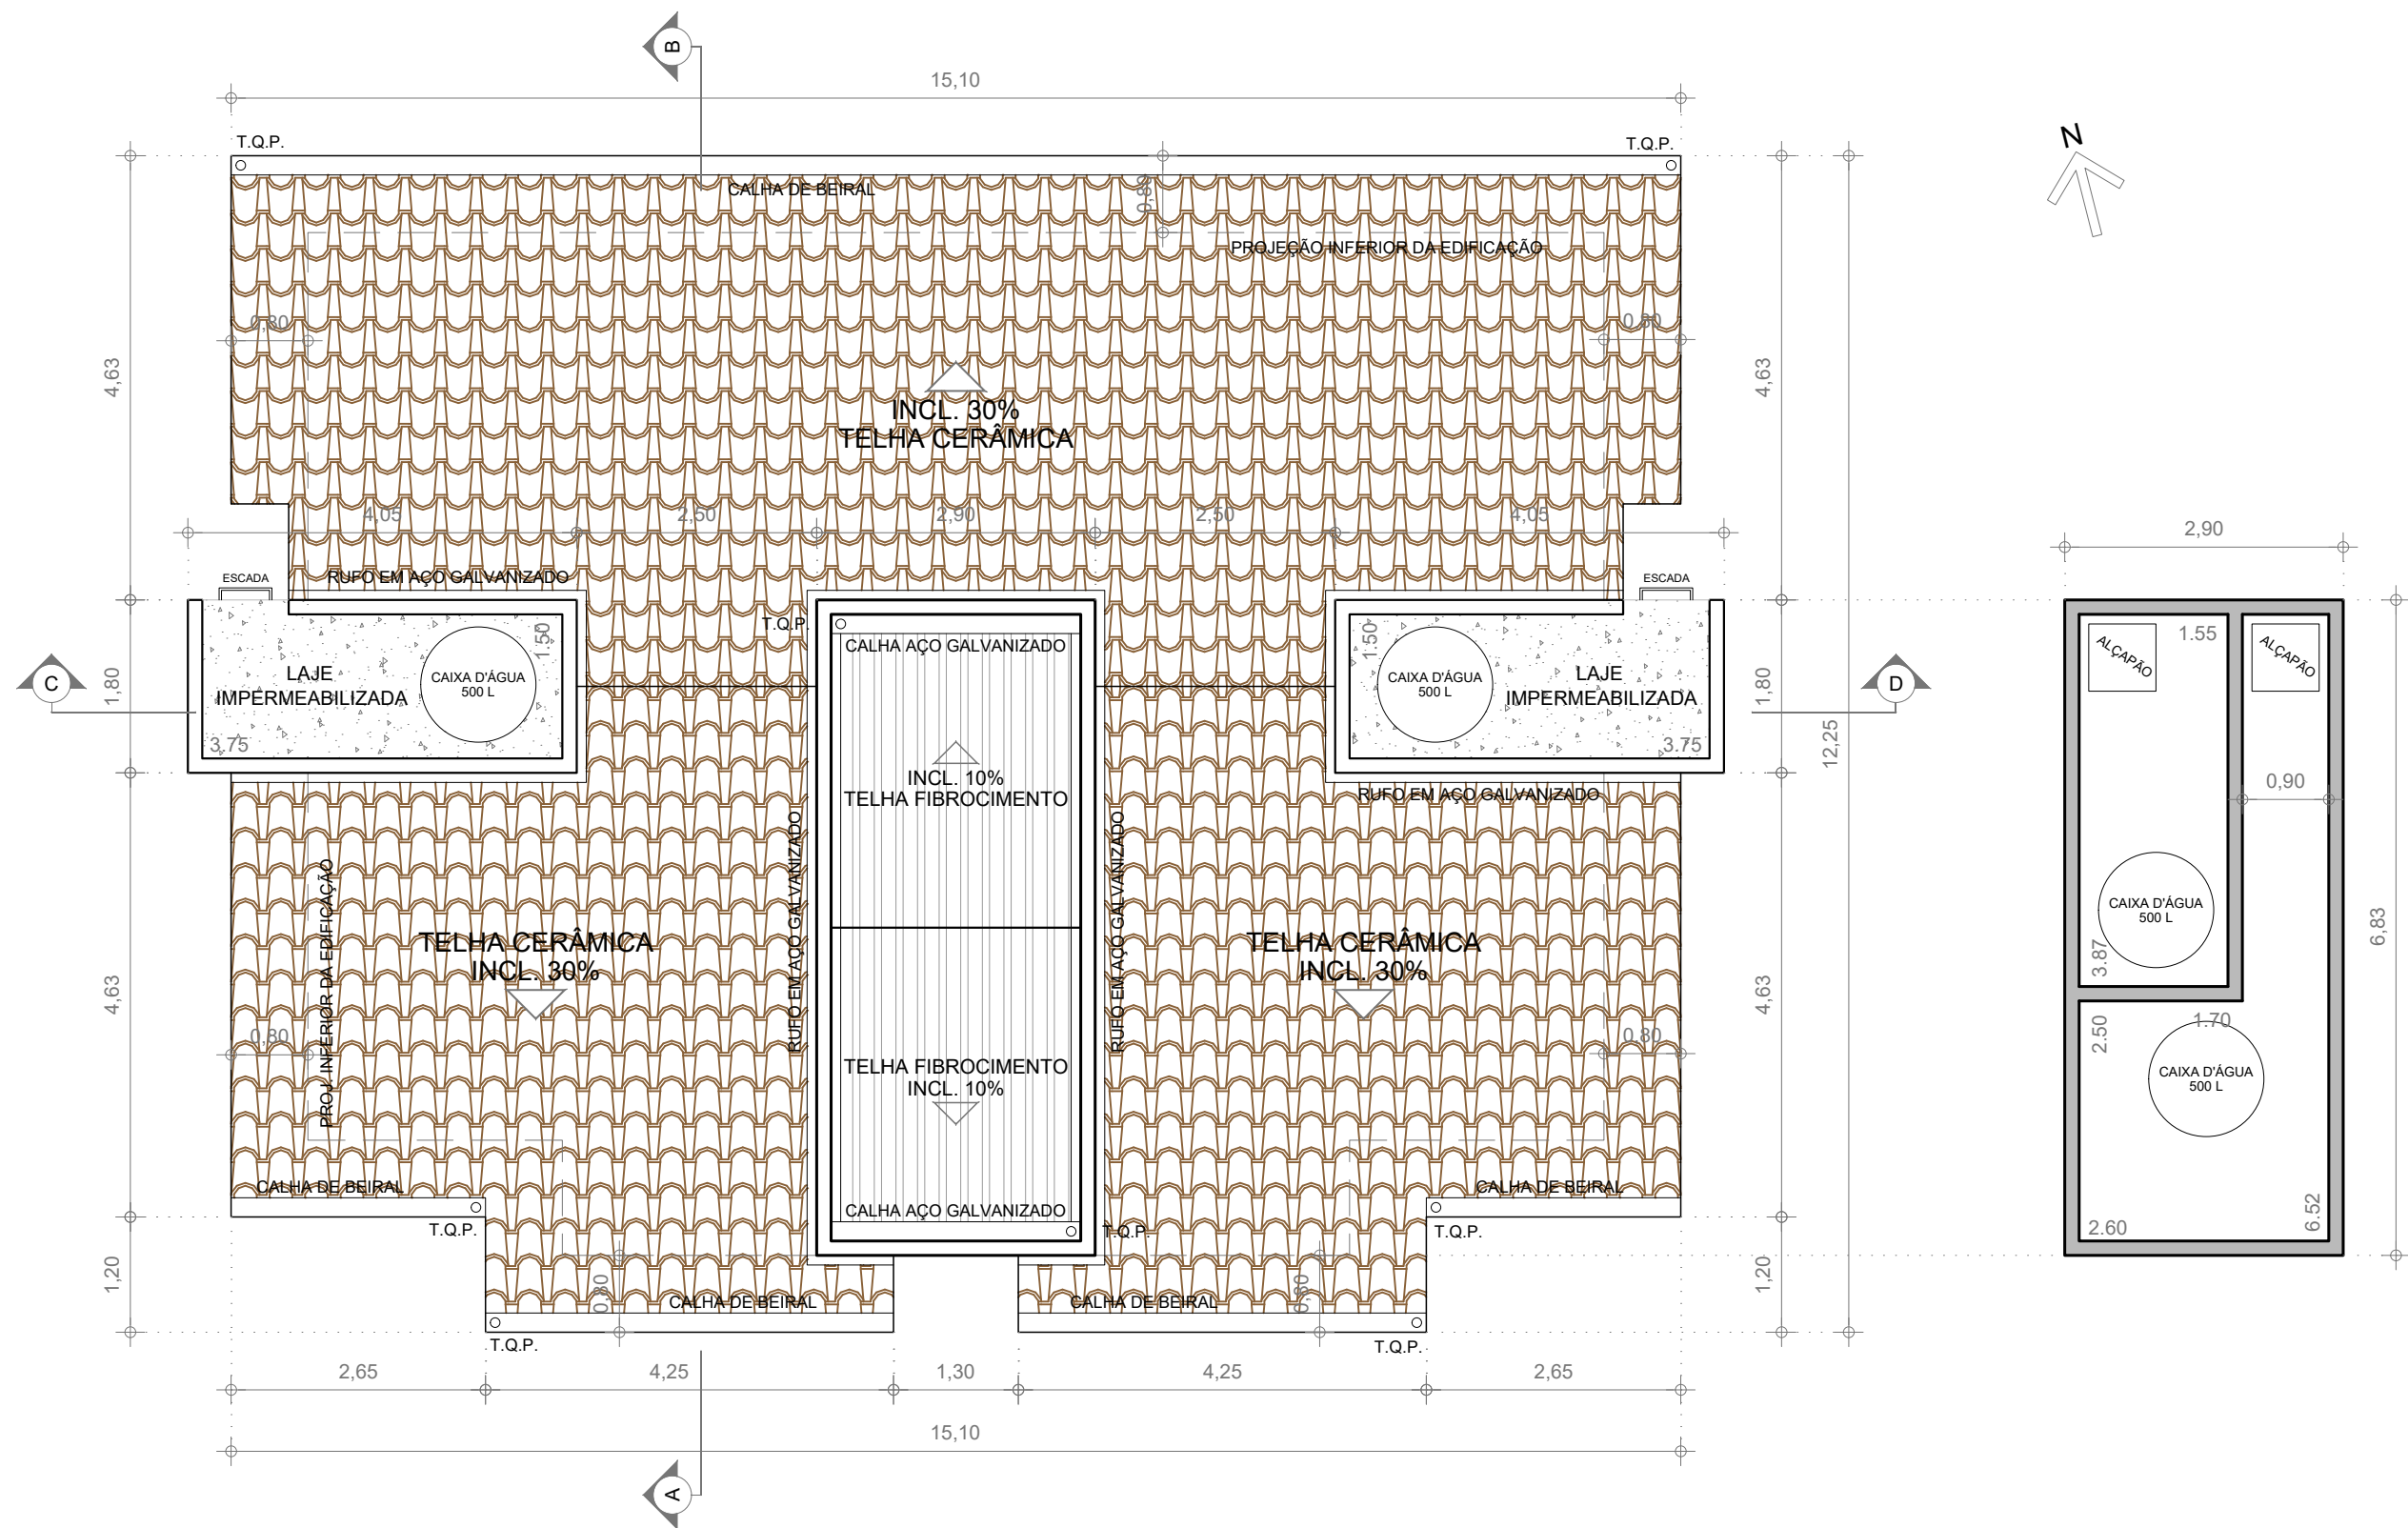 B
15,10
N
T.Q.P.
T.Q.P.
CALHA DE BEIRAL
0,80
PROJEÇÃO INFERIOR DA EDIFICAÇÃO
0,80
0,80
4,63
4,63
INCL. 30%
TELHA CERÂMICA
4,05
2,50
2,90
2,50
4,05
2,90
ESCADA
RUFO EM AÇO GALVANIZADO
ESCADA
T.Q.P.
CALHA AÇO GALVANIZADO
1.50
1.50
1.55
ALÇAPÃO
ALÇAPÃO
C
1,80
LAJE
IMPERMEABILIZADA
CAIXA D'ÁGUA
500 L
3.75
CAIXA D'ÁGUA
500 L
LAJE
IMPERMEABILIZADA
3.75
1,80
D
12,25
INCL. 10%
TELHA FIBROCIMENTO
RUFO EM AÇO GALVANIZADO
0,90
RUFO EM AÇO GALVANIZADO
RUFO EM AÇO GALVANIZADO
PROJ. INFERIOR DA EDIFICAÇÃO
CAIXA D'ÁGUA
500 L
6,83
3.87
4,63
TELHA CERÂMICA
INCL. 30%
TELHA CERÂMICA
INCL. 30%
4,63
0,80
0,80
2.50
1.70
TELHA FIBROCIMENTO
INCL. 10%
CAIXA D'ÁGUA
500 L
CALHA DE BEIRAL
CALHA DE BEIRAL
CALHA AÇO GALVANIZADO
T.Q.P.
T.Q.P.
T.Q.P.
2.60
6.52
1,20
0,80
0,80
1,20
CALHA DE BEIRAL
CALHA DE BEIRAL
T.Q.P.
T.Q.P.
2,65
4,25
1,30
4,25
2,65
15,10
A